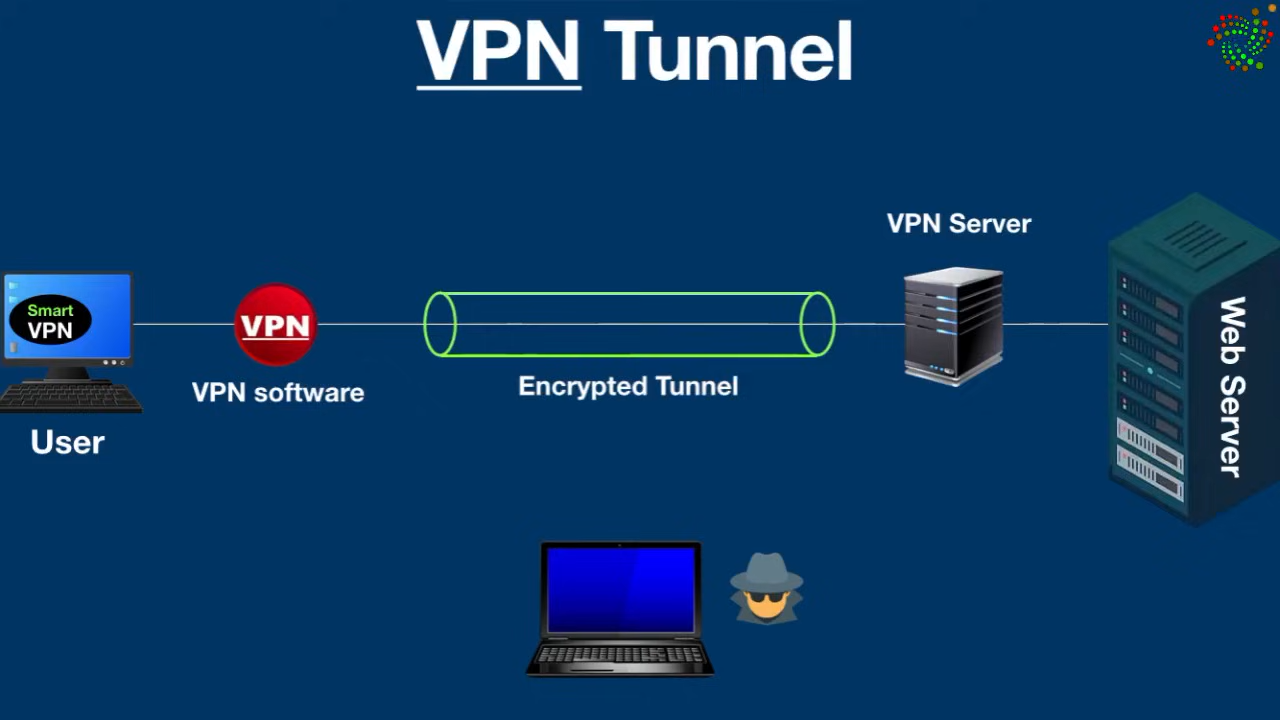 VPN Tunnel
VPN Server
Smart
VPN
VPN
VPN software
Encrypted Tunnel
User
Web Server